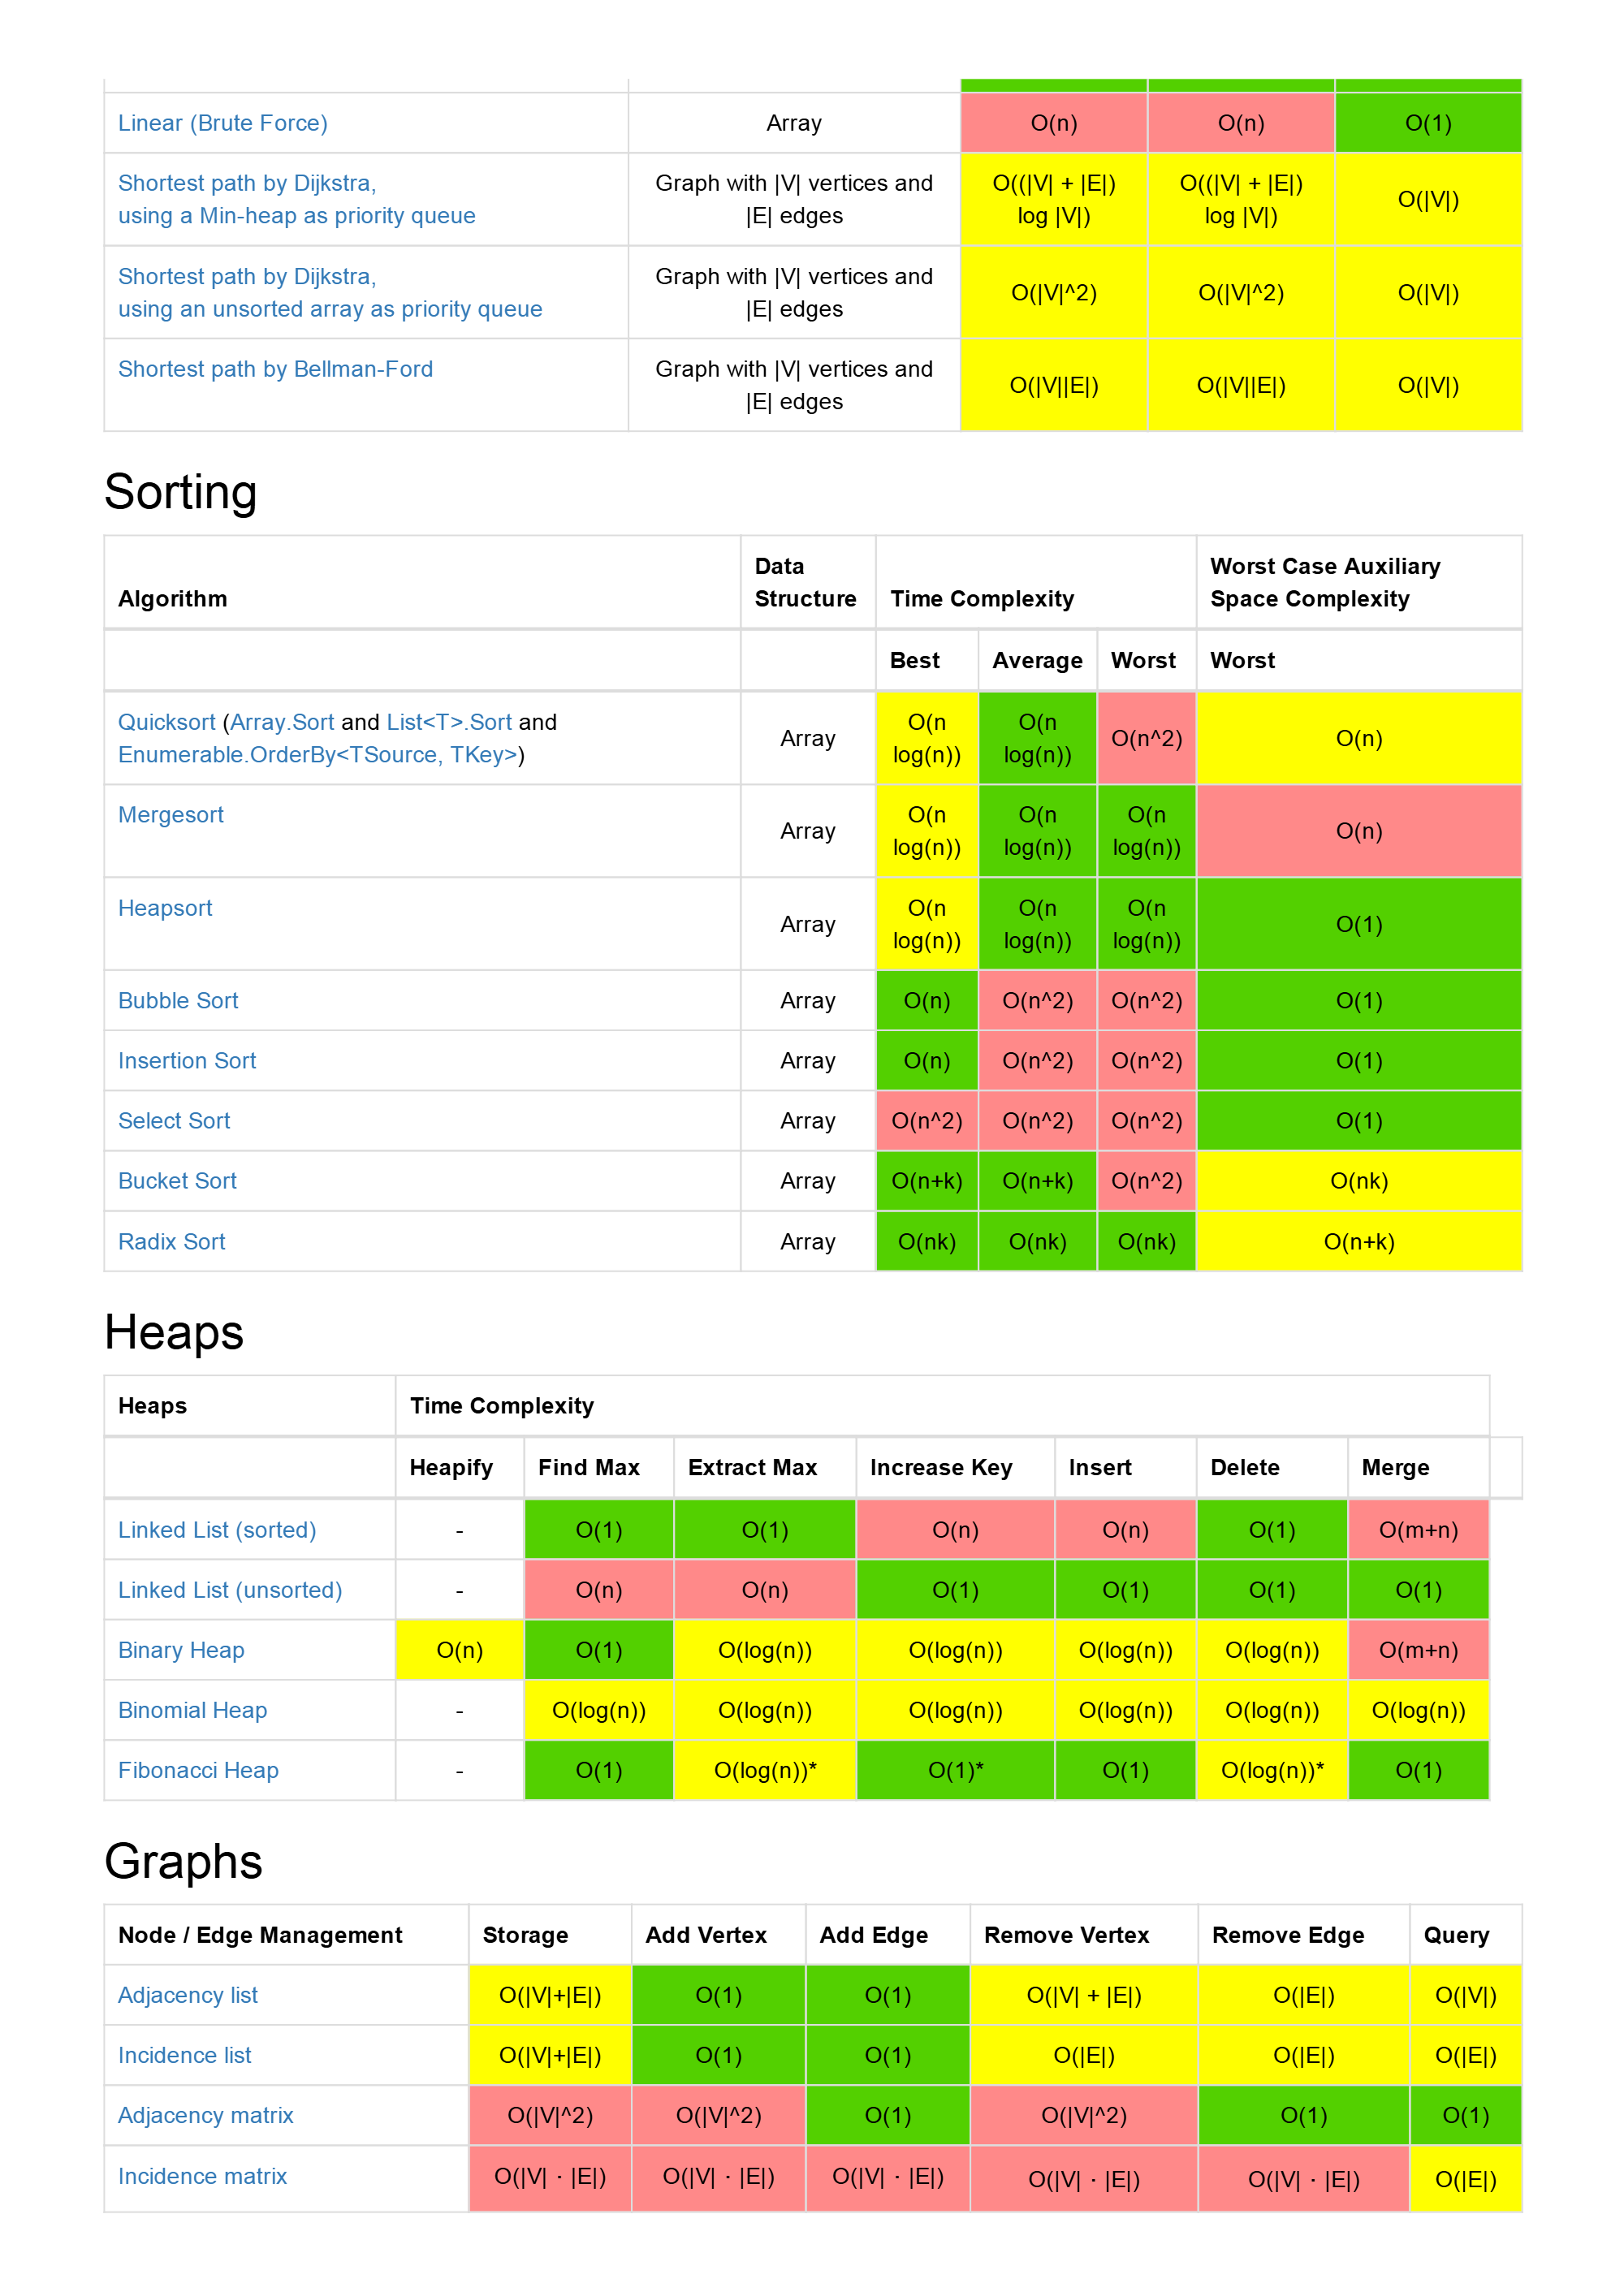 Linear (Brute Force) Array O(n) O(n) O(1)
Shortest path by Dijkstra, Graph with |V| vertices and O((|V| + |E|) O((|V| + |E|) O(|V|)
using a Min-heap as priority queue |E| edges log |V|) log |V|)
Shortest path by Dijkstra, Graph with |V| vertices and O(|V|^2) O(|V|^2) O(|V|)
using an unsorted array as priority queue |E| edges
Shortest path by Bellman-Ford Graph with |V| vertices and O(|V||E|) O(|V||E|) O(|V|)
|E| edges
Sorting
Data Worst Case Auxiliary
Algorithm Structure Time Complexity Space Complexity
Best Average Worst Worst
Quicksort (Array.Sort and List<T>.Sort and Array O(n O(n O(n^2) O(n)
Enumerable.OrderBy<TSource, TKey>) log(n)) log(n))
Mergesort Array O(n O(n O(n O(n)
log(n)) log(n)) log(n))
Heapsort Array O(n O(n O(n O(1)
log(n)) log(n)) log(n))
Bubble Sort Array O(n) O(n^2) O(n^2) O(1)
Insertion Sort Array O(n) O(n^2) O(n^2) O(1)
Select Sort Array O(n^2) O(n^2) O(n^2) O(1)
Bucket Sort Array O(n+k) O(n+k) O(n^2) O(nk)
Radix Sort Array O(nk) O(nk) O(nk) O(n+k)
Heaps
Heaps Time Complexity
Heapify Find Max Extract Max Increase Key Insert Delete Merge
Linked List (sorted) - O(1) O(1) O(n) O(n) O(1) O(m+n)
Linked List (unsorted) - O(n) O(n) O(1) O(1) O(1) O(1)
Binary Heap O(n) O(1) O(log(n)) O(log(n)) O(log(n)) O(log(n)) O(m+n)
Binomial Heap - O(log(n)) O(log(n)) O(log(n)) O(log(n)) O(log(n)) O(log(n))
Fibonacci Heap - O(1) O(log(n))* O(1)* O(1) O(log(n))* O(1)
Graphs
Node / Edge Management Storage Add Vertex Add Edge Remove Vertex Remove Edge Query
Adjacency list O(|V|+|E|) O(1) O(1) O(|V| + |E|) O(|E|) O(|V|)
Incidence list O(|V|+|E|) O(1) O(1) O(|E|) O(|E|) O(|E|)
Adjacency matrix O(|V|^2) O(|V|^2) O(1) O(|V|^2) O(1) O(1)
Incidence matrix O(|V| ⋅ |E|) O(|V| ⋅ |E|) O(|V| ⋅ |E|) O(|V| ⋅ |E|) O(|V| ⋅ |E|) O(|E|)